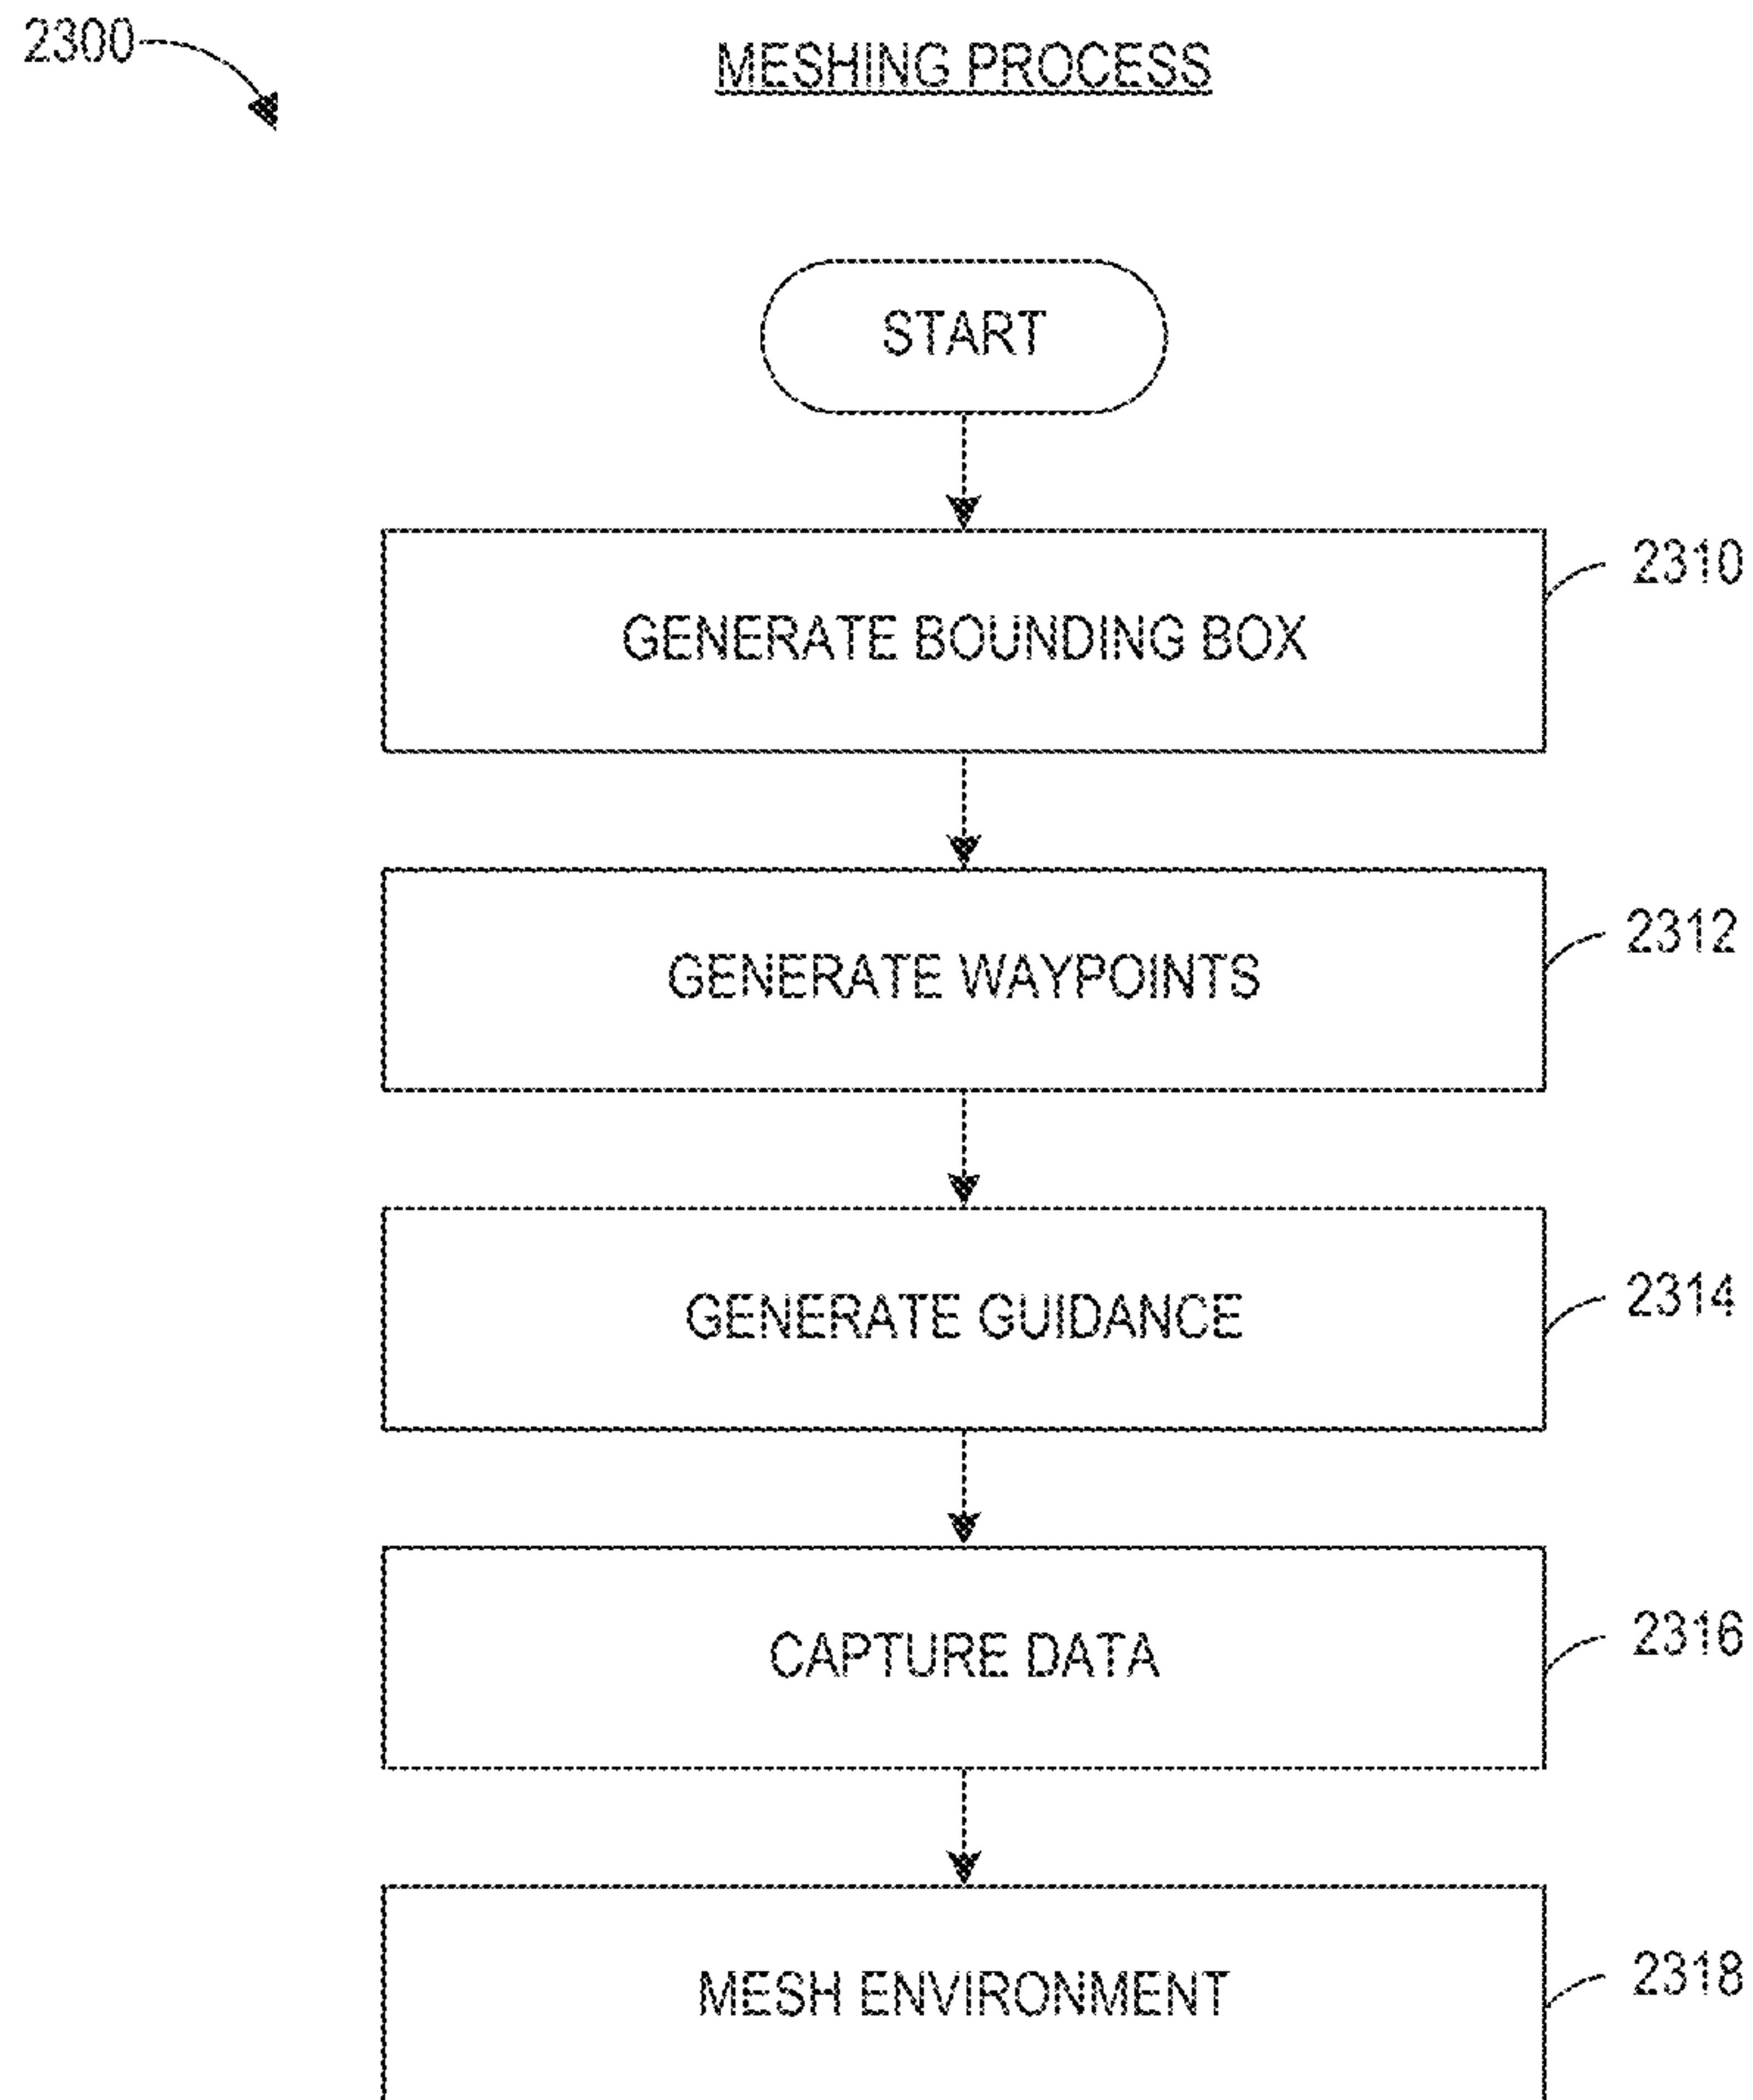 2300
MESHING PROCESS
START
GENERATE BOUNDING BOX
2310
GENERATE WAYPOINTS
2312
GENERATE GUIDANCE
2314
CAPTURE DATA
2316
MESH ENVIRONMENT
2318